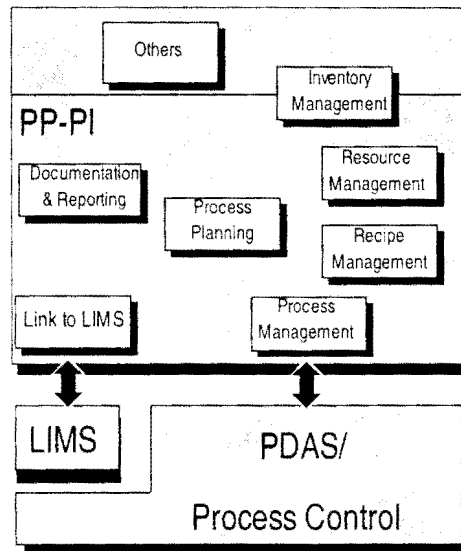 Others
Inventory
Management
PP-PI
Documentation
& Reporting
Resource
Management
Process
Planning
Recipe
Management
Link to LIMS
Process
Management
LIMS
PDAS/
Process Control